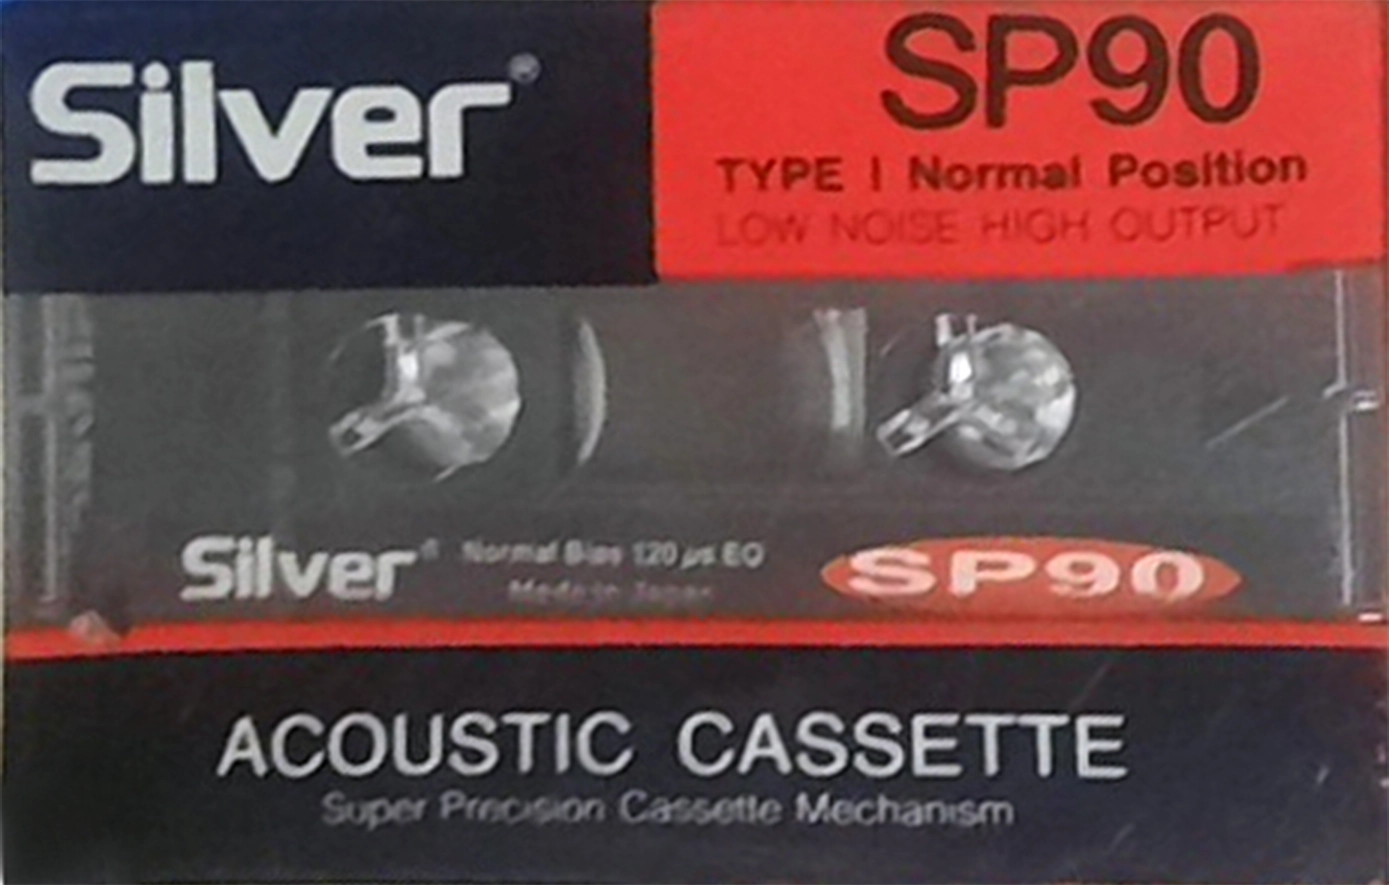 Silver®
SP90
TYPE I Normal Position
LOW NOISE HIGH OUTPUT
Silver® Normal Bias 120 µs EQ SP90
Made in Japan
ACOUSTIC CASSETTE
Super Precision Cassette Mechanism